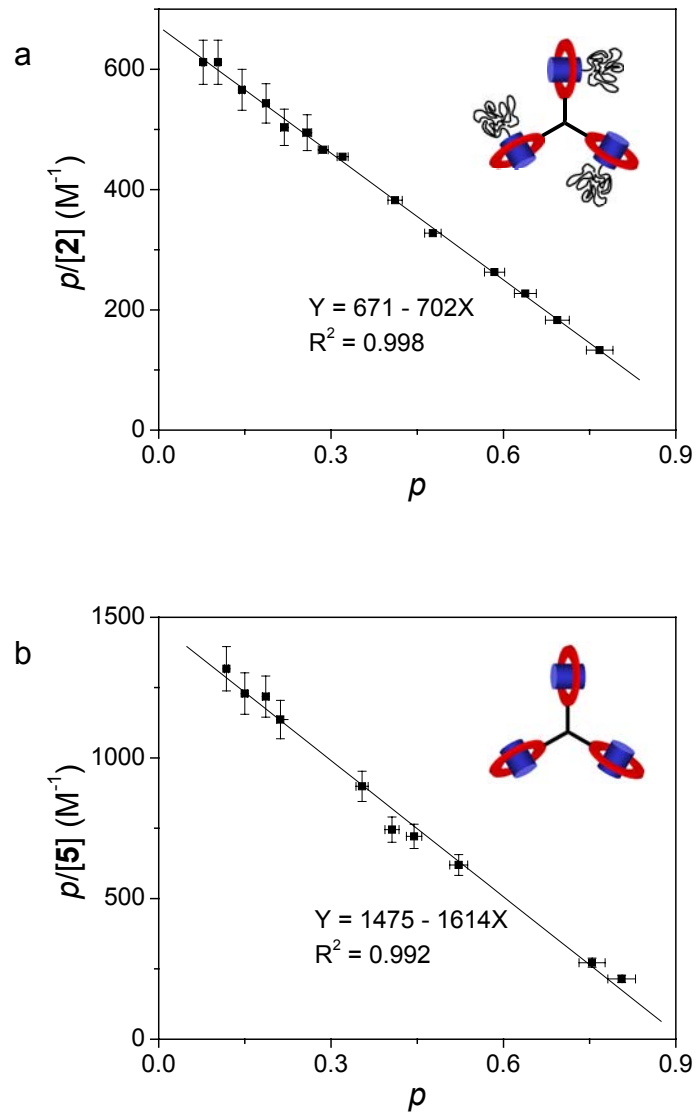 a
600
400
200
0
p/[2] (M⁻¹)
Y = 671 - 702X
R² = 0.998
0.0 0.3 0.6 0.9
p
b
1500
1000
500
0
p/[5] (M⁻¹)
Y = 1475 - 1614X
R² = 0.992
0.0 0.3 0.6 0.9
p